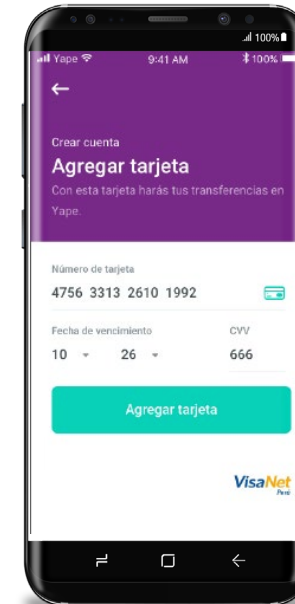 100%
Yape 9:41 AM 100%
Crear cuenta
Agregar tarjeta
Con esta tarjeta harás tus transferencias en
Yape.
Número de tarjeta
4756 3313 2610 1992
Fecha de vencimiento CVV
10 26 666
Agregar tarjeta
VisaNet
Perú